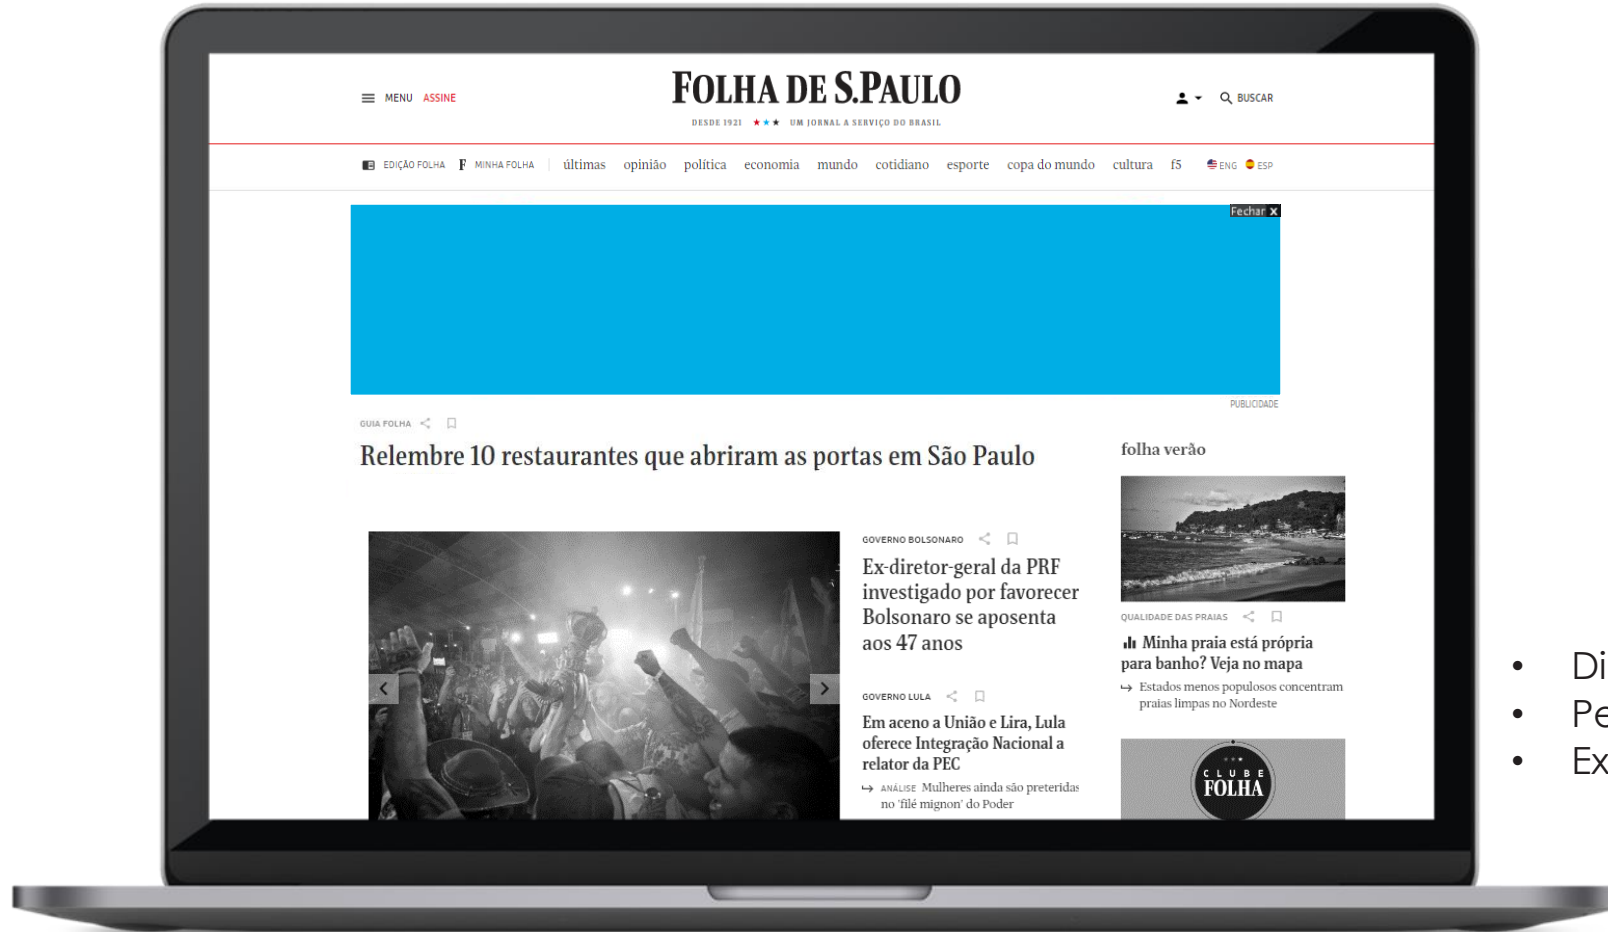 MENU ASSINE
FOLHA DE S.PAULO
BUSCAR
DESDE 1921 ★★★ UM JORNAL A SERVIÇO DO BRASIL
EDIÇÃO FOLHA F MINHA FOLHA últimas opinião política economia mundo cotidiano esporte copa do mundo cultura f5 ENG ESP
Fechar x
PUBLICIDADE
GUIA FOLHA
Relembre 10 restaurantes que abriram as portas em São Paulo
GOVERNO BOLSONARO
Ex-diretor-geral da PRF
investigado por favorecer
Bolsonaro se aposenta
aos 47 anos
GOVERNO LULA
Em aceno a União e Lira, Lula
oferece Integração Nacional a
relator da PEC
ANÁLISE Mulheres ainda são preteridas
no 'filé mignon' do Poder
folha verão
QUALIDADE DAS PRAIAS
Minha praia está própria
para banho? Veja no mapa
Estados menos populosos concentram
praias limpas no Nordeste
CLUBE
FOLHA
• Di
• Pe
• Ex